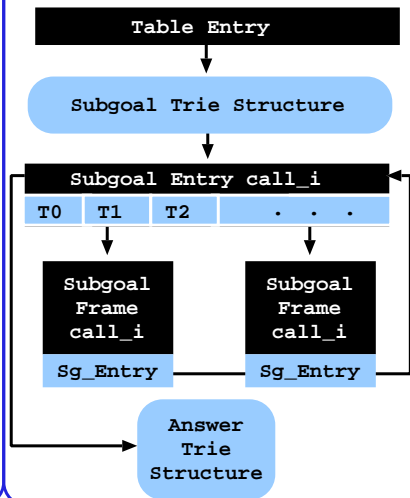 Table Entry
Subgoal Trie Structure
Subgoal Entry call_i
T0 T1 T2 . . .
Subgoal
Frame
call_i
Sg_Entry
Subgoal
Frame
call_i
Sg_Entry
Answer
Trie
Structure